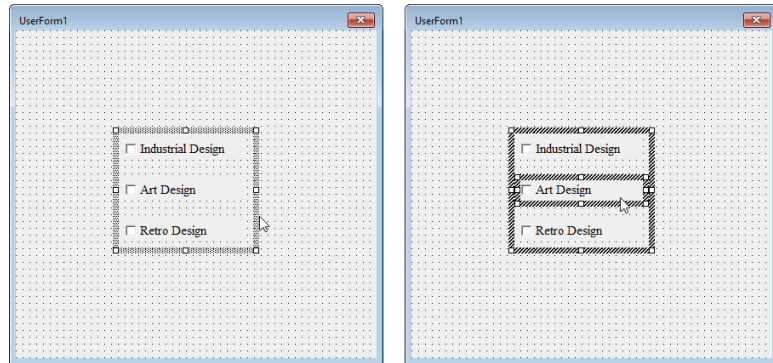 UserForm1
Industrial Design
Art Design
Retro Design
UserForm1
Industrial Design
Art Design
Retro Design